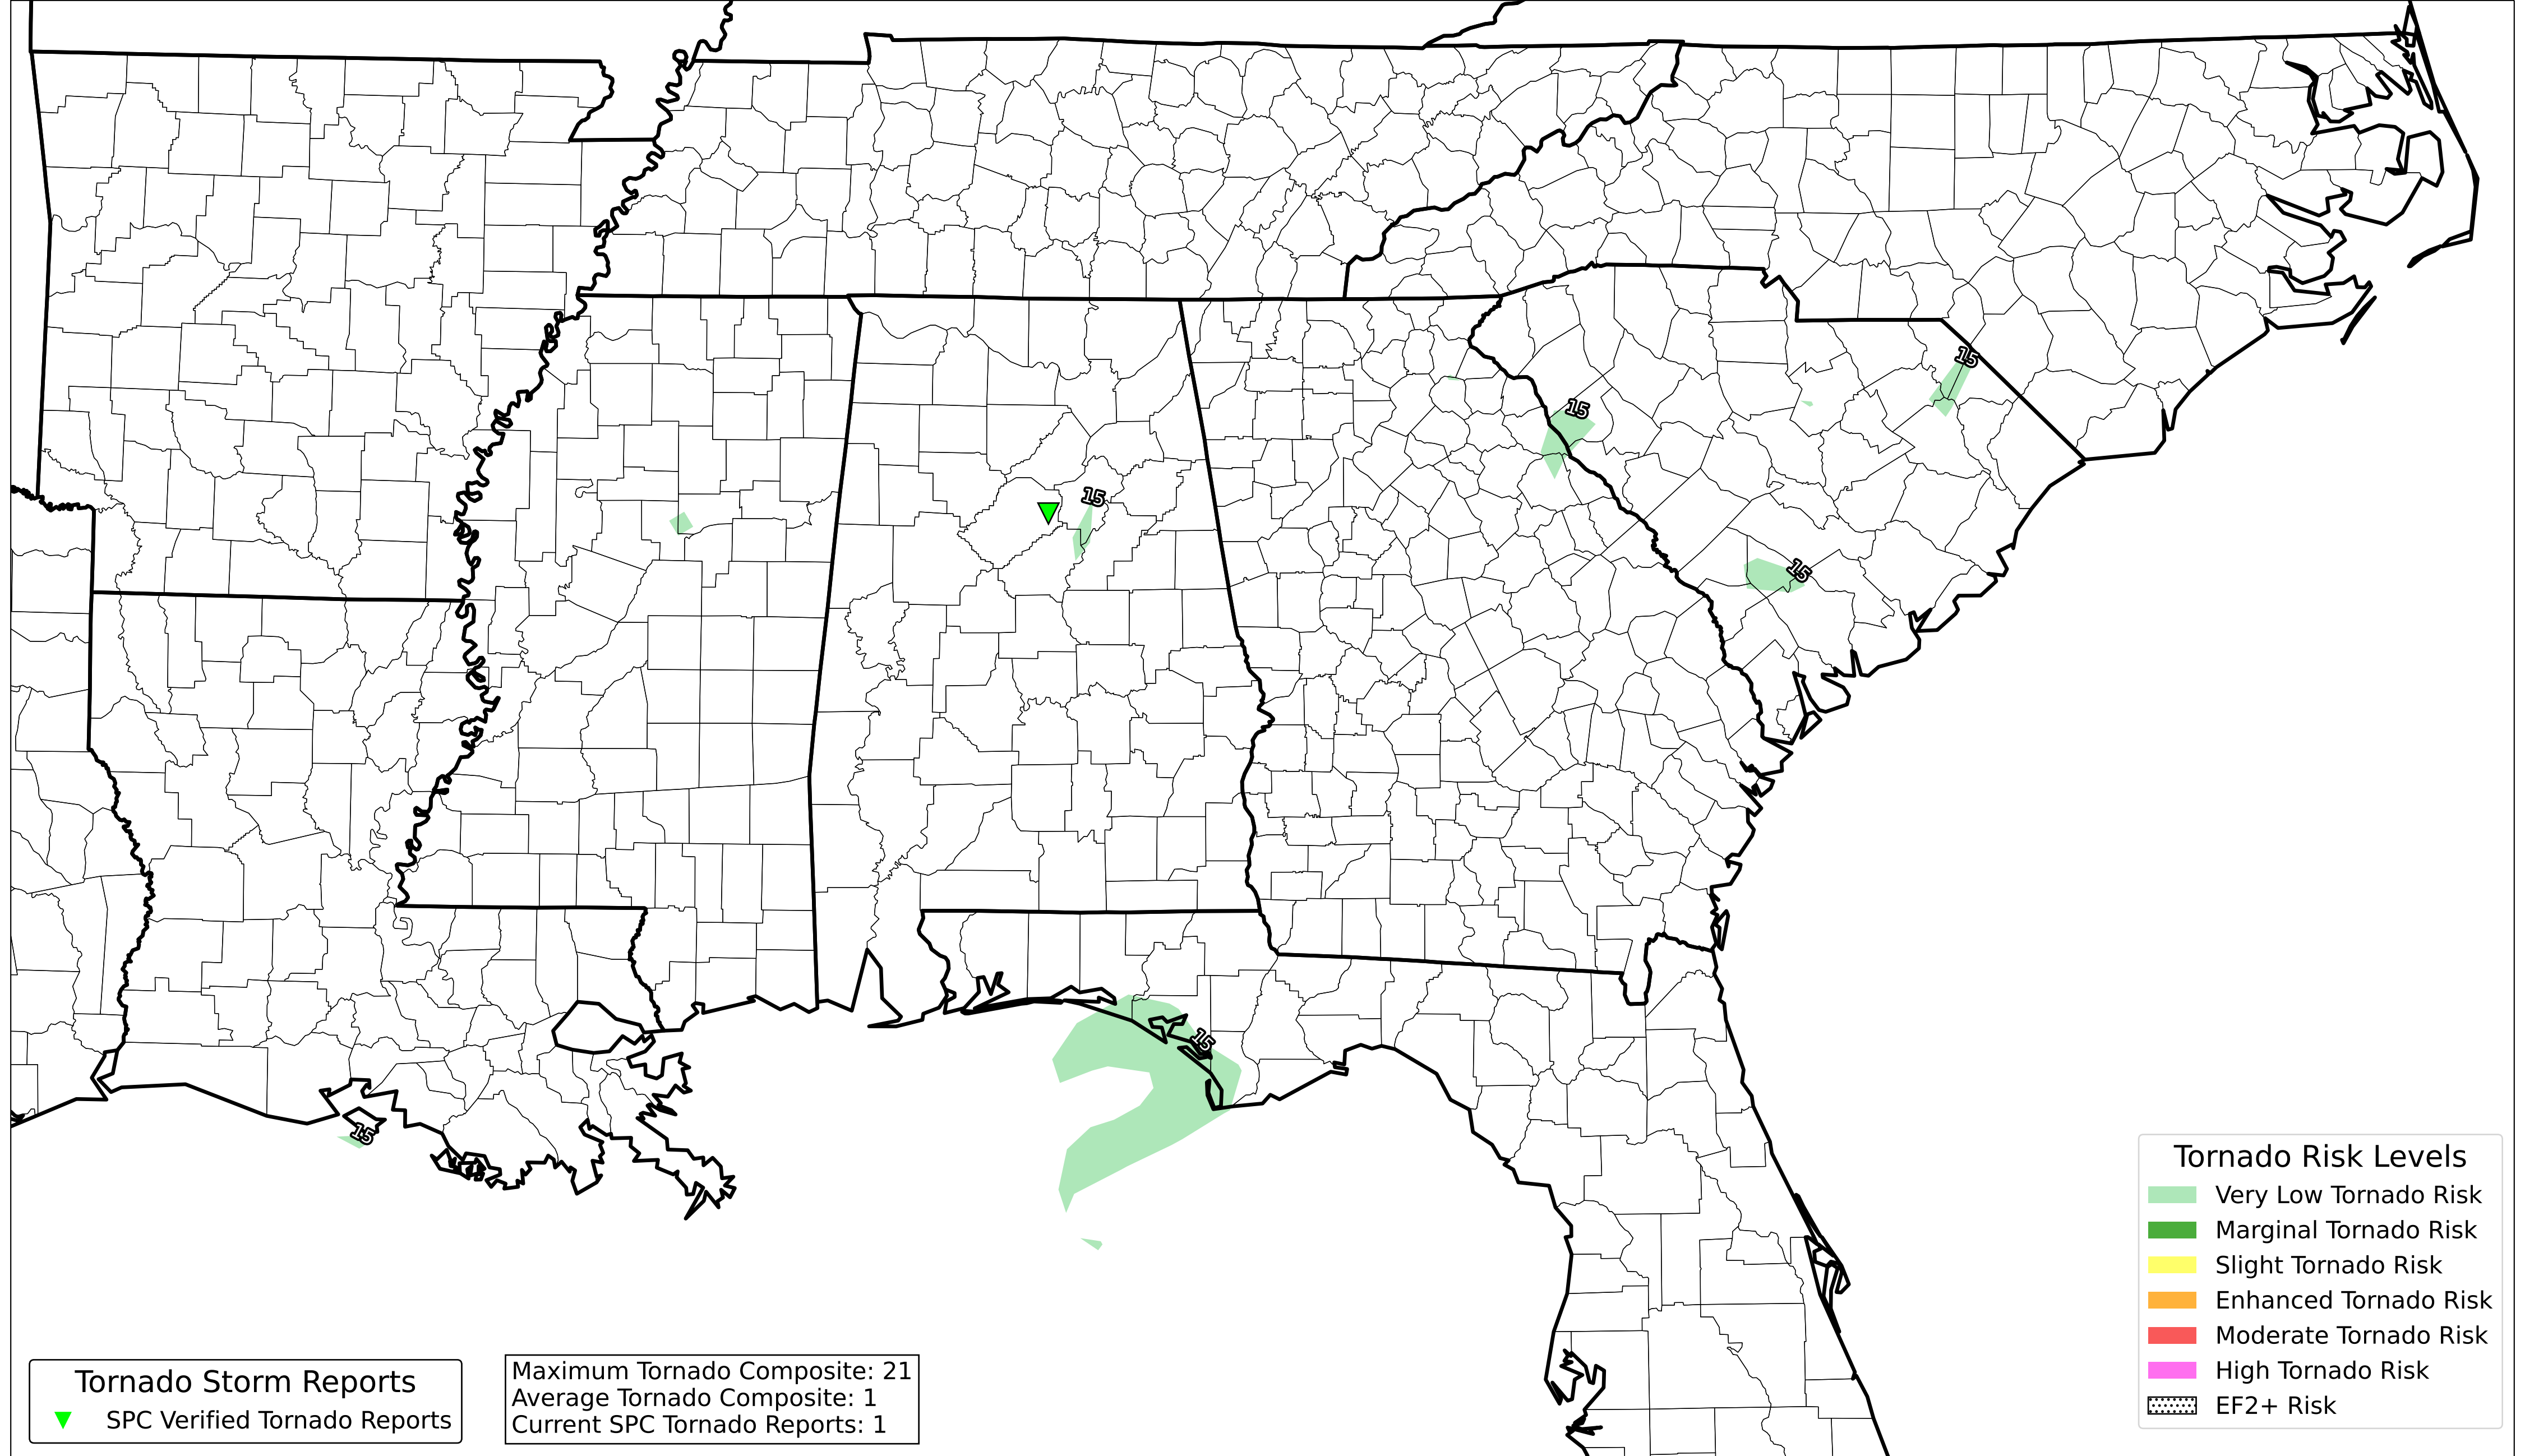 15
15
15
15
15
15
Tornado Storm Reports
SPC Verified Tornado Reports
Maximum Tornado Composite: 21
Average Tornado Composite: 1
Current SPC Tornado Reports: 1
Tornado Risk Levels
Very Low Tornado Risk
Marginal Tornado Risk
Slight Tornado Risk
Enhanced Tornado Risk
Moderate Tornado Risk
High Tornado Risk
EF2+ Risk